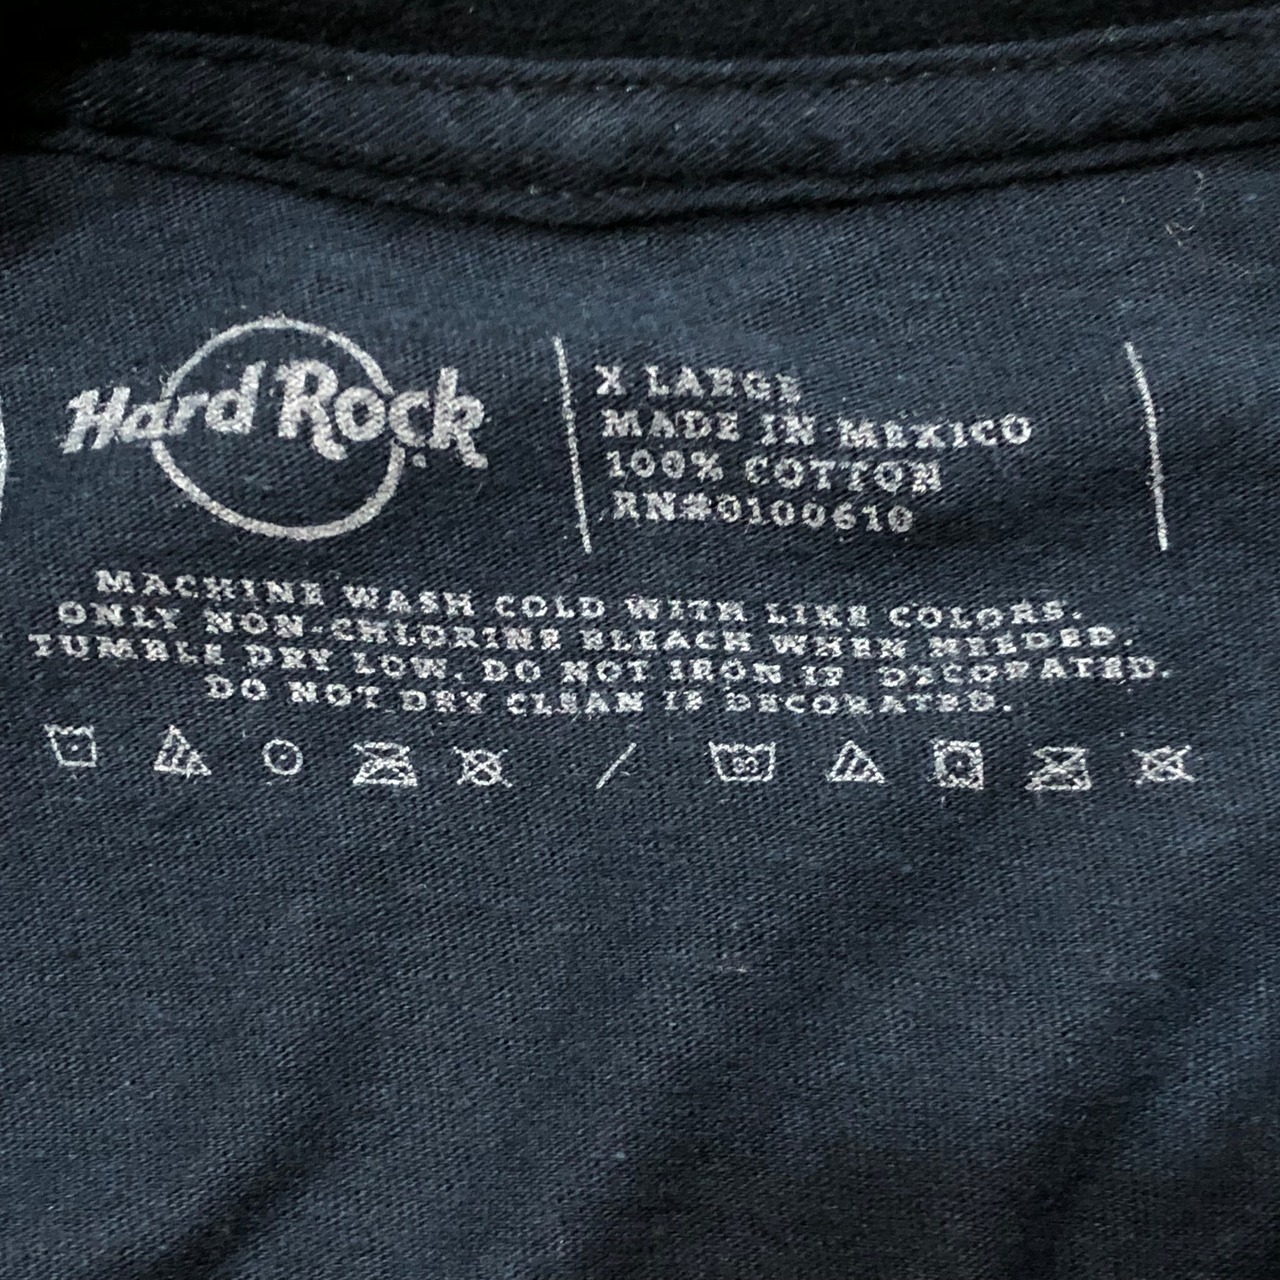 Hard Rock
X LARGE
MADE IN MEXICO
100% COTTON
RN#0100610
MACHINE WASH COLD WITH LIKE COLORS.
ONLY NON-CHLORINE BLEACH WHEN NEEDED.
TUMBLE DRY LOW. DO NOT IRON IF DECORATED.
DO NOT DRY CLEAN IF DECORATED.
/